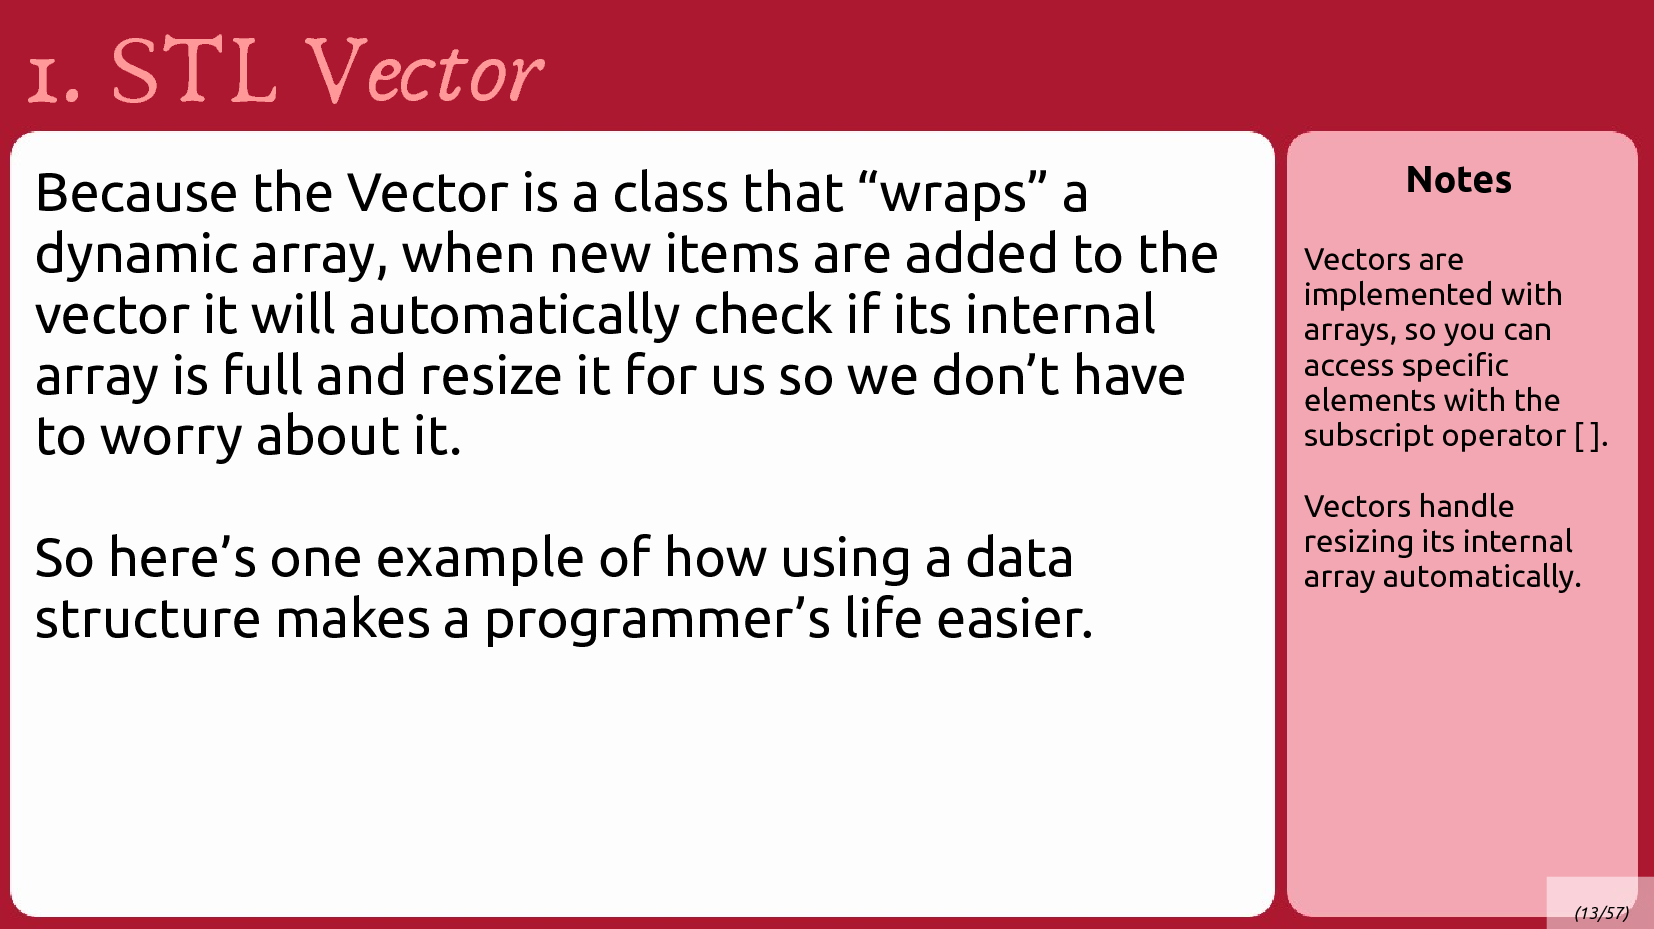 1. STL Vector
Because the Vector is a class that “wraps” a
dynamic array, when new items are added to the
vector it will automatically check if its internal
array is full and resize it for us so we don’t have
to worry about it.
So here’s one example of how using a data
structure makes a programmer’s life easier.
Notes
Vectors are
implemented with
arrays, so you can
access specific
elements with the
subscript operator [ ].
Vectors handle
resizing its internal
array automatically.
(13/57)